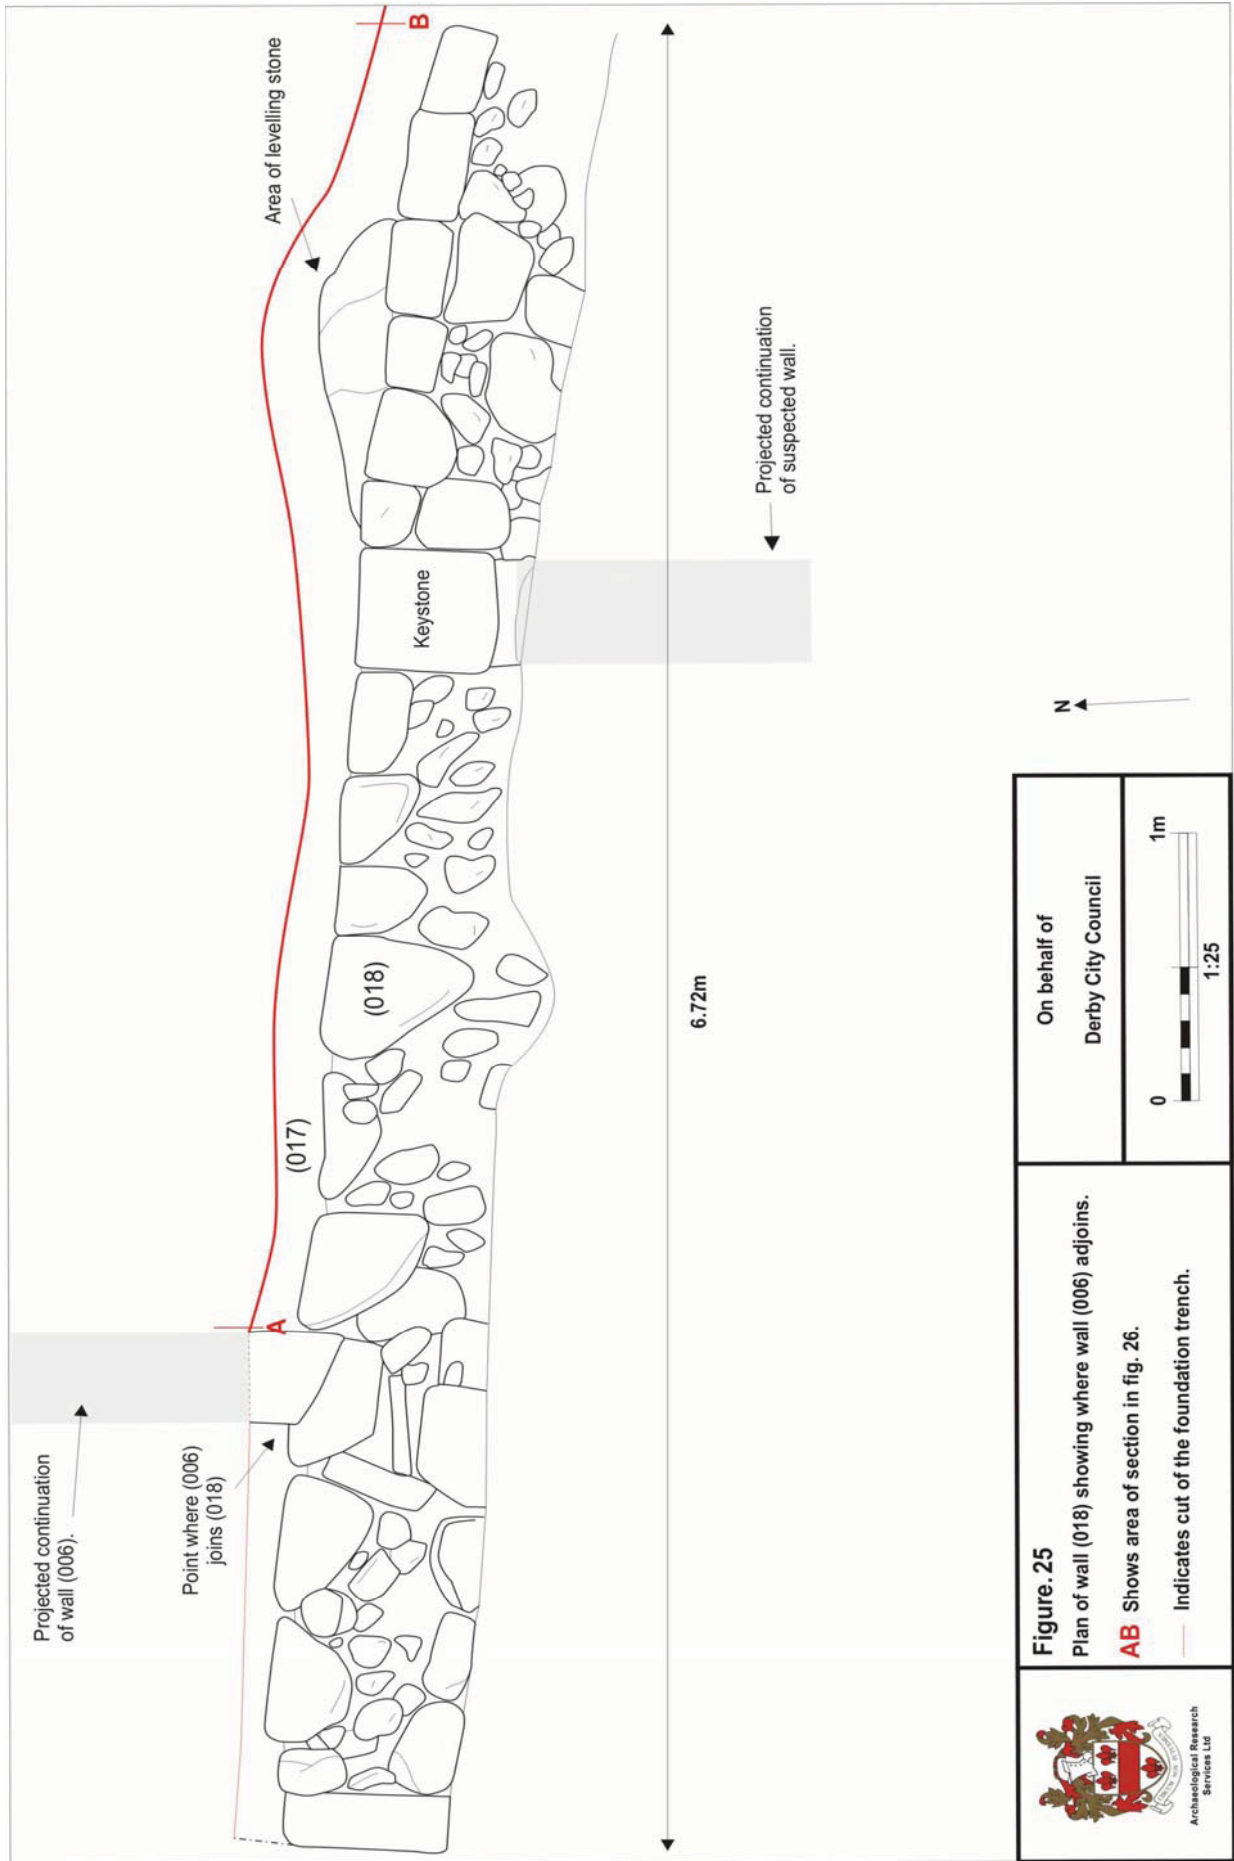 Projected continuation
of wall (006).
Point where (006)
joins (018)
A
(017)
(018)
Keystone
Area of levelling stone
B
Projected continuation
of suspected wall.
6.72m
N
Archaeological Research
Services Ltd
Figure. 25
Plan of wall (018) showing where wall (006) adjoins.
AB Shows area of section in fig. 26.
Indicates cut of the foundation trench.
On behalf of
Derby City Council
0
1m
1:25